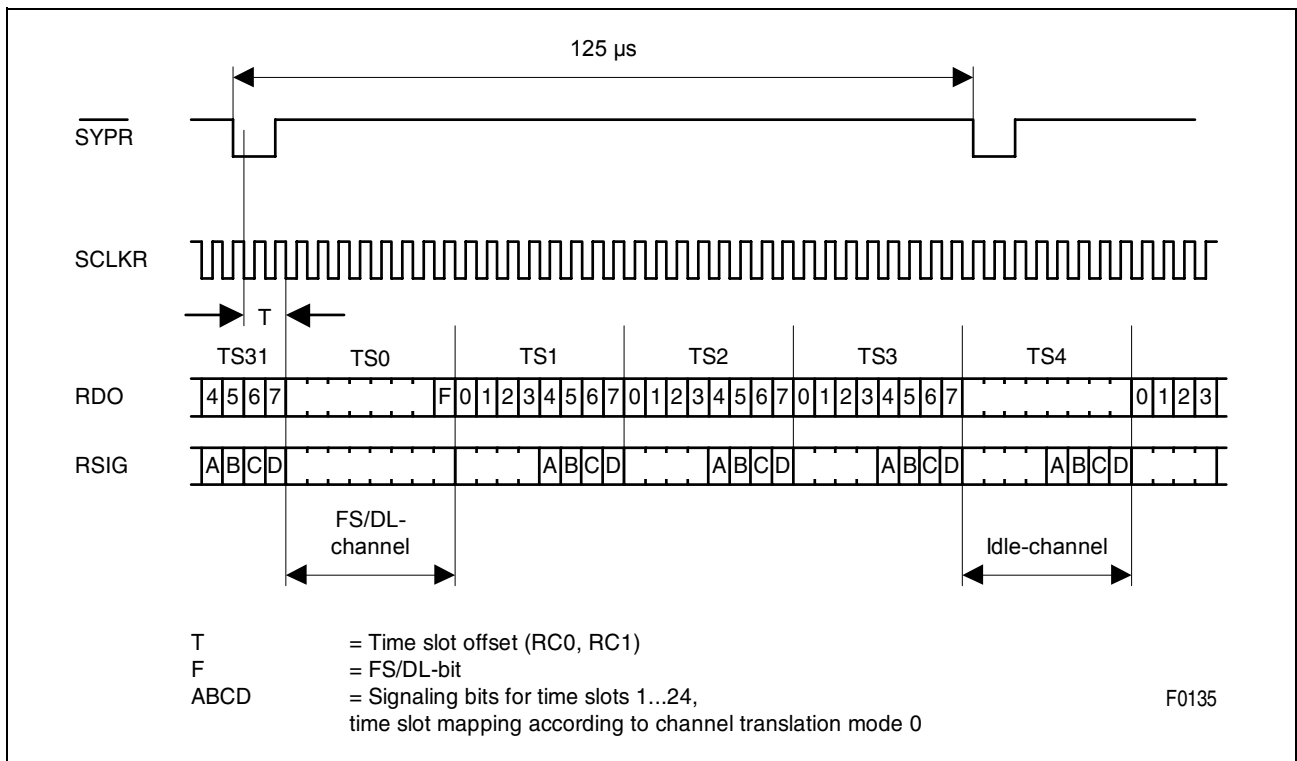 125 µs
SYPR
SCLKR
T
TS31 TS0 TS1 TS2 TS3 TS4
RDO 4 5 6 7 F 0 1 2 3 4 5 6 7 0 1 2 3 4 5 6 7 0 1 2 3 4 5 6 7 0 1 2 3
RSIG A B C D A B C D A B C D A B C D A B C D
FS/DL-
channel
Idle-channel
T = Time slot offset (RC0, RC1)
F = FS/DL-bit
ABCD = Signaling bits for time slots 1...24,
time slot mapping according to channel translation mode 0
F0135